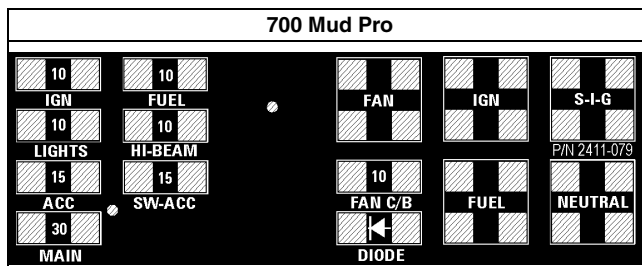 700 Mud Pro
10 10
IGN FUEL FAN IGN S-I-G
10 10
LIGHTS HI-BEAM P/N 2411-079
15 15 10
ACC SW-ACC FAN C/B FUEL NEUTRAL
30
MAIN DIODE